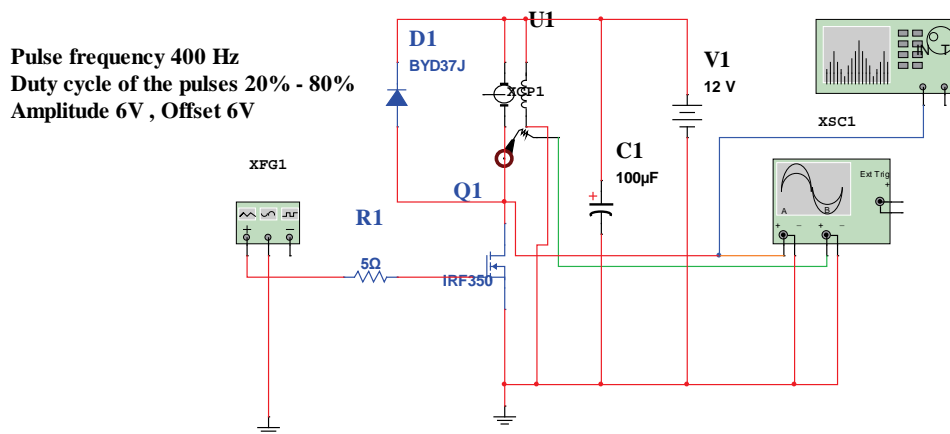 Pulse frequency 400 Hz
Duty cycle of the pulses 20% - 80%
Amplitude 6V , Offset 6V
D1
BYD37J
U1
XCP1
V1
12 V
IN T
XSC1
C1
100µF
Ext Trig
+
A B
+ − + −
XFG1
+ −
R1
5Ω
Q1
IRF350
+